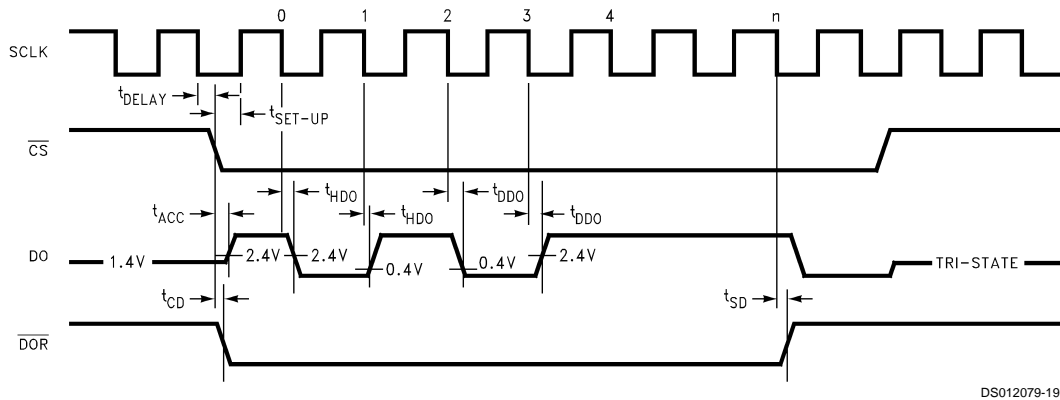 0 1 2 3 4 n
SCLK
tDELAY
tSET-UP
CS
tHDO
tDDO
tACC
tHDO
tDDO
DO
1.4V
2.4V
2.4V
0.4V
0.4V
2.4V
TRI-STATE
tCD
tSD
DOR
DS012079-19